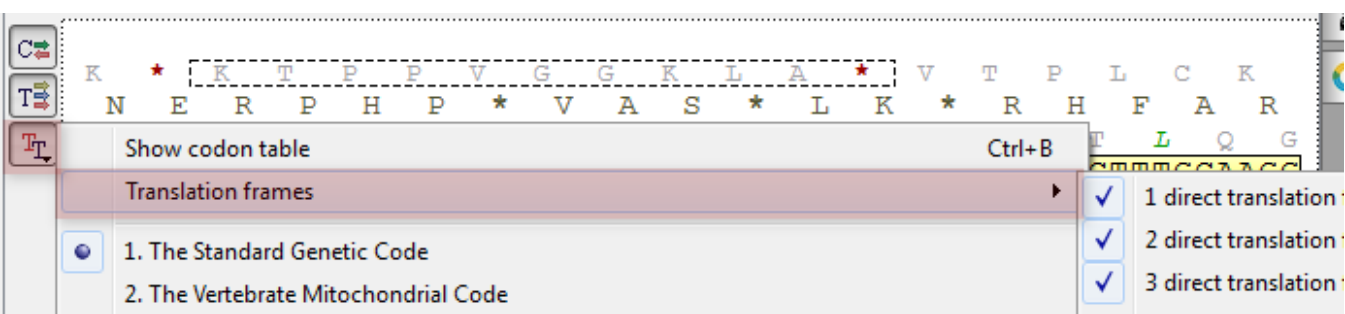 C
K * K T P P V G G K L A * V T P L C K
T
N E R P H P * V A S * L K * R H F A R
TT
Show codon table Ctrl+B
T L Q G
Translation frames
1 direct translation
1. The Standard Genetic Code
2 direct translation
2. The Vertebrate Mitochondrial Code
3 direct translation